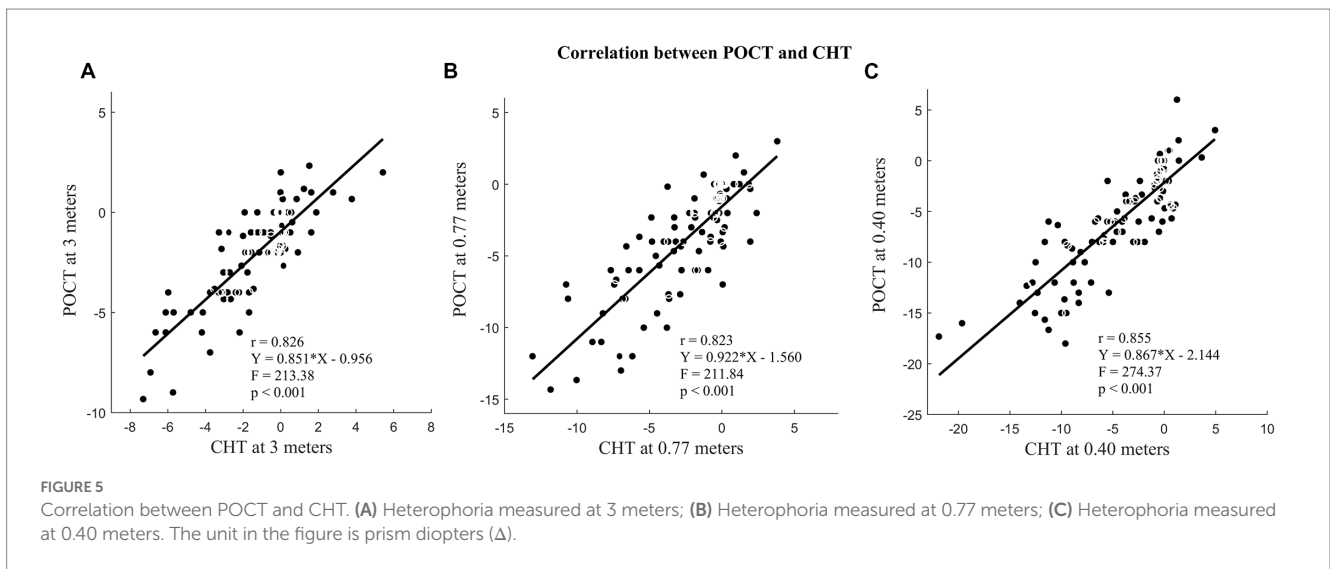 Correlation between POCT and CHT
A
POCT at 3 meters
5
0
-5
-10
-8 -6 -4 -2 0 2 4 6 8
CHT at 3 meters
r = 0.826
Y = 0.851*X - 0.956
F = 213.38
p < 0.001
B
POCT at 0.77 meters
5
0
-5
-10
-15
-15 -10 -5 0 5
CHT at 0.77 meters
r = 0.823
Y = 0.922*X - 1.560
F = 211.84
p < 0.001
C
POCT at 0.40 meters
5
0
-5
-10
-15
-20
-25
-20 -15 -10 -5 0 5 10
CHT at 0.40 meters
r = 0.855
Y = 0.867*X - 2.144
F = 274.37
p < 0.001
FIGURE 5
Correlation between POCT and CHT. (A) Heterophoria measured at 3 meters; (B) Heterophoria measured at 0.77 meters; (C) Heterophoria measured
at 0.40 meters. The unit in the figure is prism diopters (Δ).